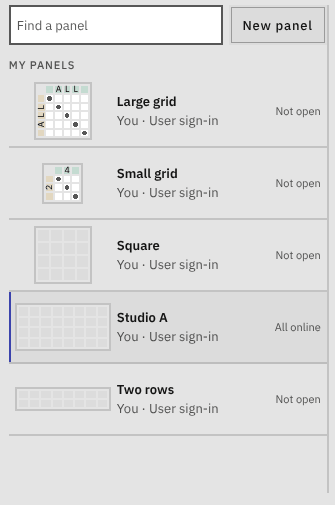 Find a panel
New panel
MY PANELS
ALL
ALL
Large grid
You · User sign-in
Not open
4
2
Small grid
You · User sign-in
Not open
Square
You · User sign-in
Not open
Studio A
You · User sign-in
All online
Two rows
You · User sign-in
Not open